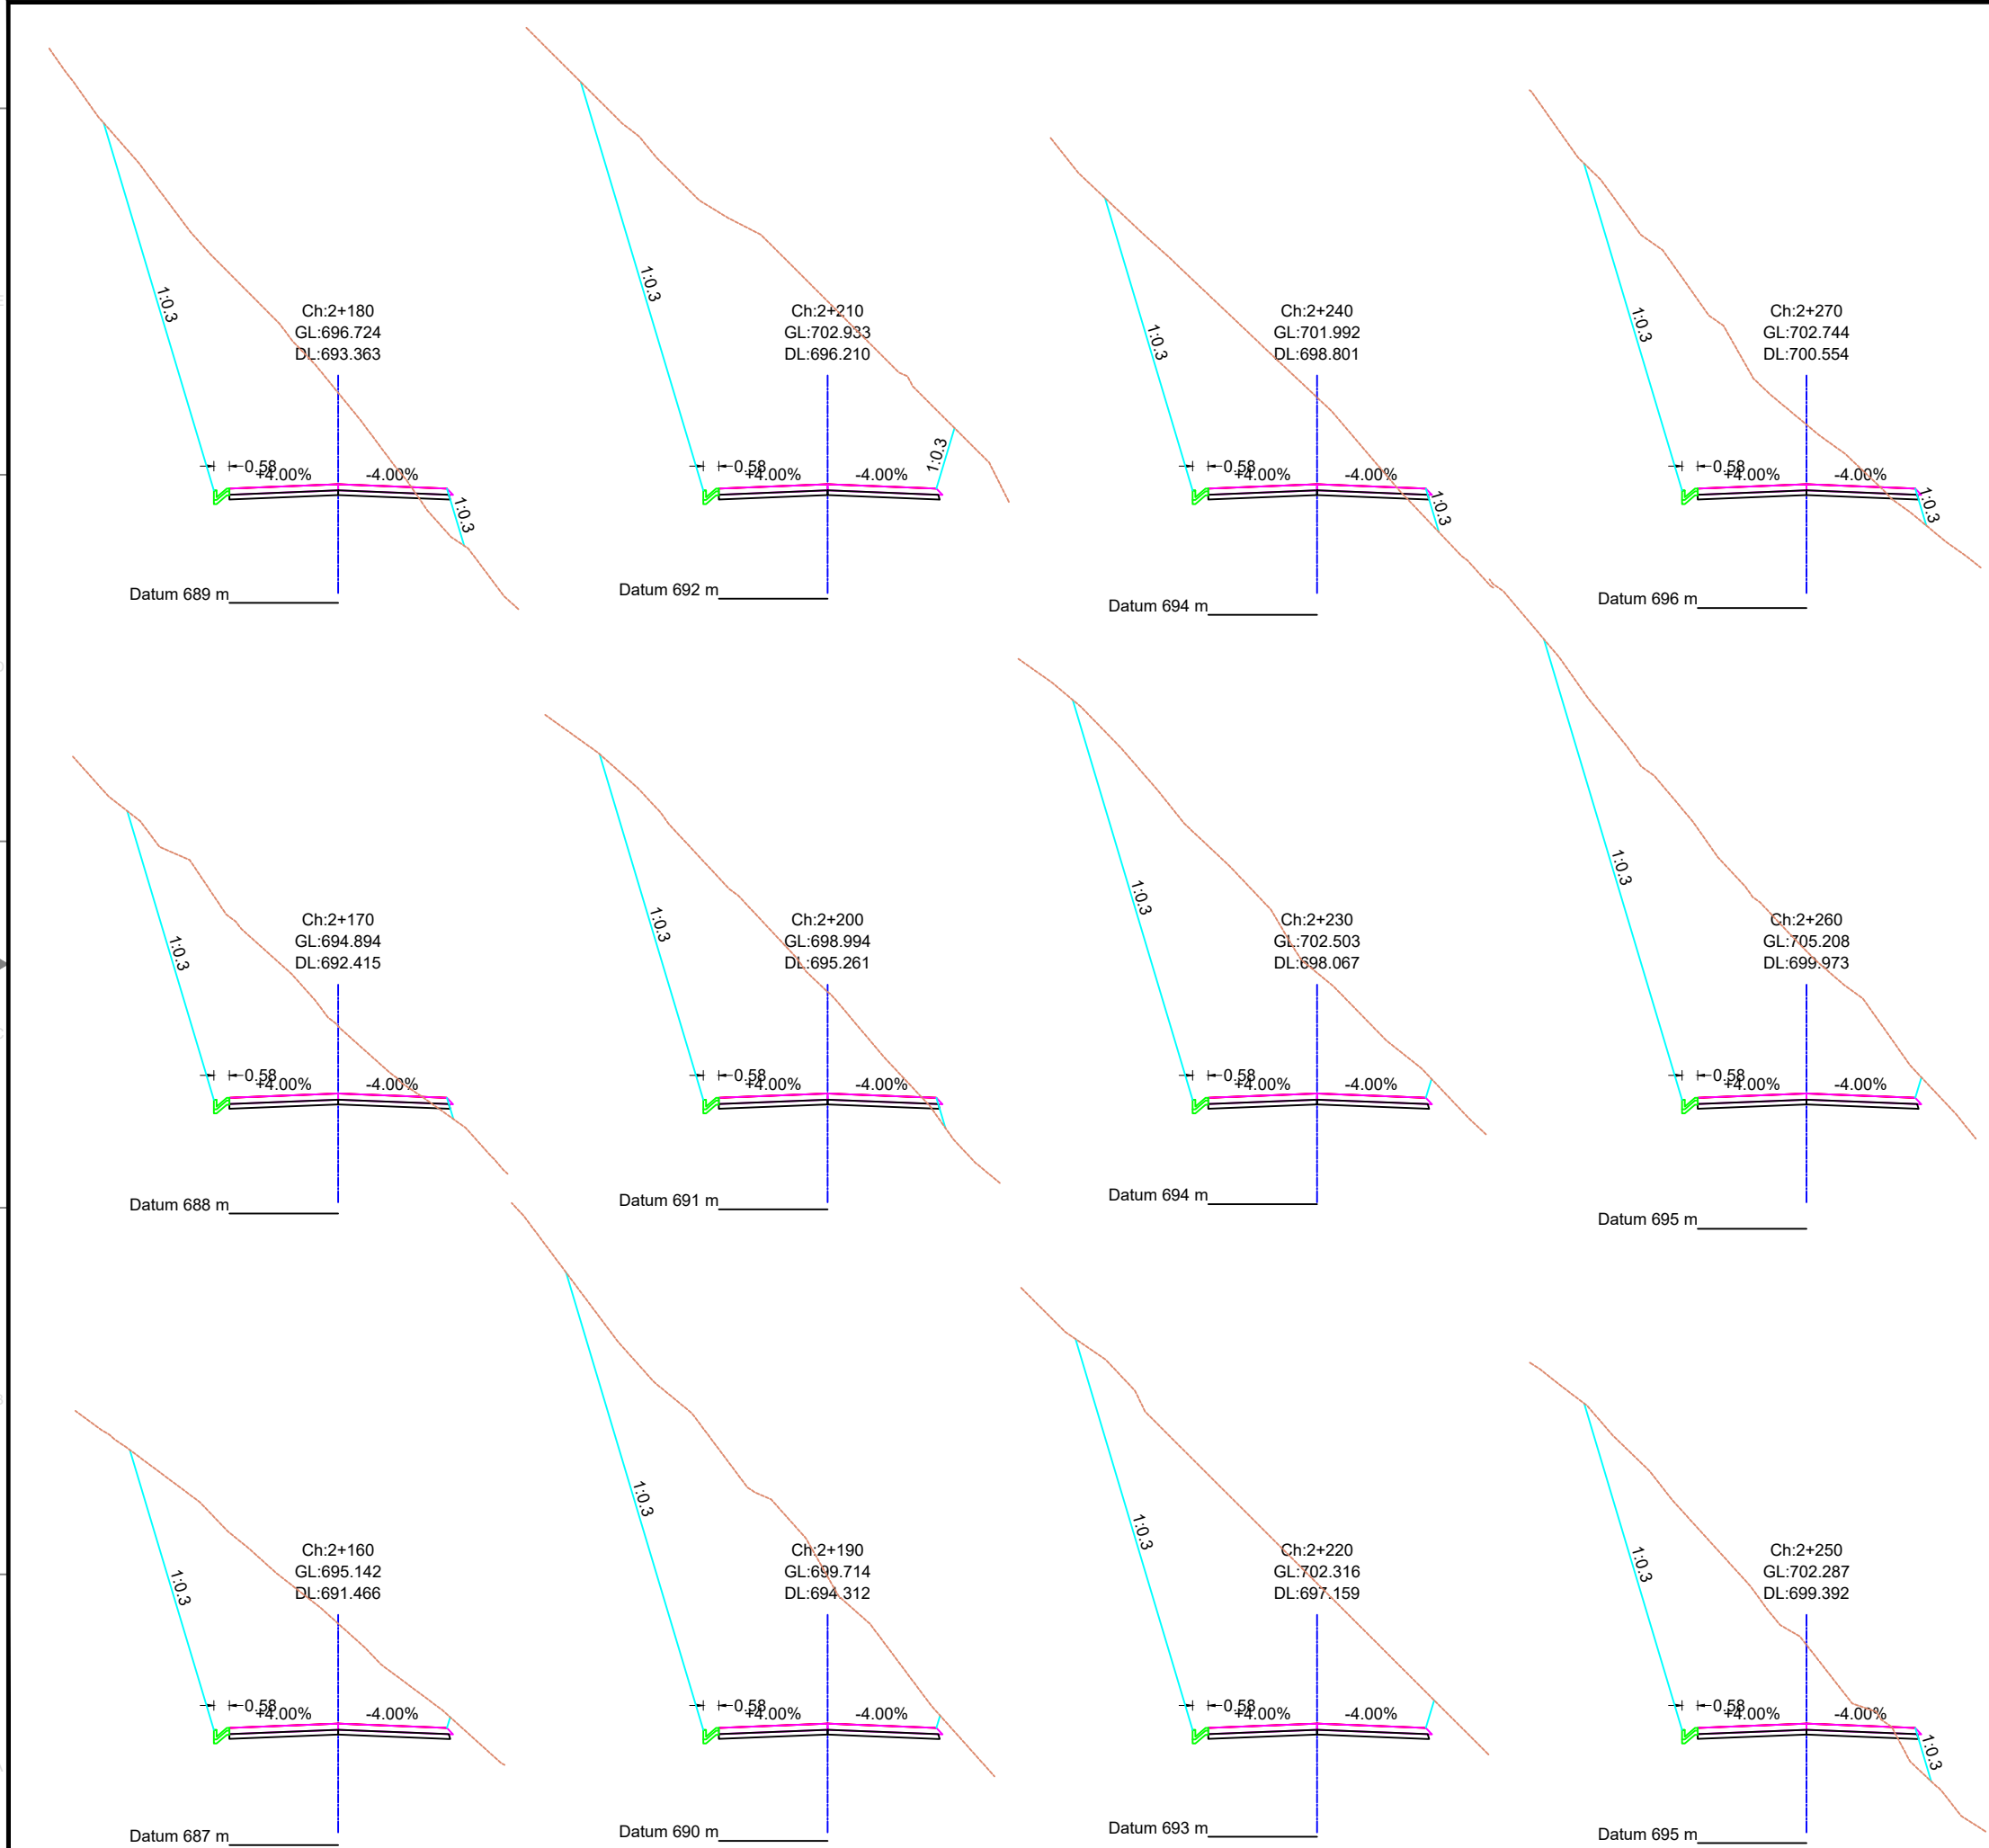 Ch:2+180
GL:696.724
DL:693.363
1:0.3
0.58
+4.00%
-4.00%
1:0.3
Datum 689 m
Ch:2+210
GL:702.933
DL:696.210
1:0.3
0.58
+4.00%
-4.00%
1:0.3
Datum 692 m
Ch:2+240
GL:701.992
DL:698.801
1:0.3
0.58
+4.00%
-4.00%
1:0.3
Datum 694 m
Ch:2+270
GL:702.744
DL:700.554
1:0.3
0.58
+4.00%
-4.00%
1:0.3
Datum 696 m
Ch:2+170
GL:694.894
DL:692.415
1:0.3
0.58
+4.00%
-4.00%
Datum 688 m
Ch:2+200
GL:698.994
DL:695.261
1:0.3
0.58
+4.00%
-4.00%
Datum 691 m
Ch:2+230
GL:702.503
DL:698.067
1:0.3
0.58
+4.00%
-4.00%
Datum 694 m
Ch:2+260
GL:705.208
DL:699.973
1:0.3
0.58
+4.00%
-4.00%
Datum 695 m
Ch:2+160
GL:695.142
DL:691.466
1:0.3
0.58
+4.00%
-4.00%
Datum 687 m
Ch:2+190
GL:699.714
DL:694.312
1:0.3
0.58
+4.00%
-4.00%
Datum 690 m
Ch:2+220
GL:702.316
DL:697.159
1:0.3
0.58
+4.00%
-4.00%
Datum 693 m
Ch:2+250
GL:702.287
DL:699.392
1:0.3
0.58
+4.00%
-4.00%
1:0.3
Datum 695 m